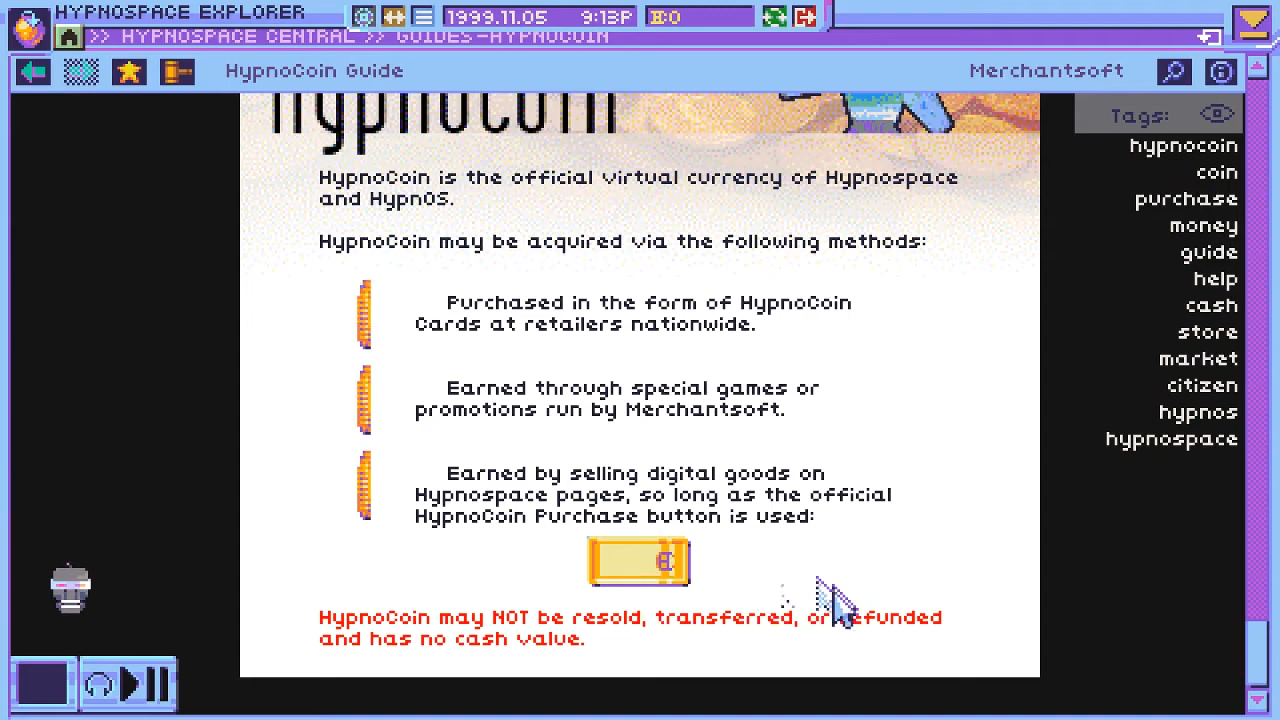 HYPNOSPACE EXPLORER
1999.11.05 9:13P
:0
>> HYPNOSPACE CENTRAL >> GUIDES-HYPNOCOIN
HypnoCoin Guide
Merchantsoft
hypnocoin
HypnoCoin is the official virtual currency of Hypnospace
and HypnOS.
HypnoCoin may be acquired via the following methods:
Purchased in the form of HypnoCoin
Cards at retailers nationwide.
Earned through special games or
promotions run by Merchantsoft.
Earned by selling digital goods on
Hypnospace pages, so long as the official
HypnoCoin Purchase button is used:
HypnoCoin may NOT be resold, transferred, or refunded
and has no cash value.
Tags:
hypnocoin
coin
purchase
money
guide
help
cash
store
market
citizen
hypnos
hypnospace